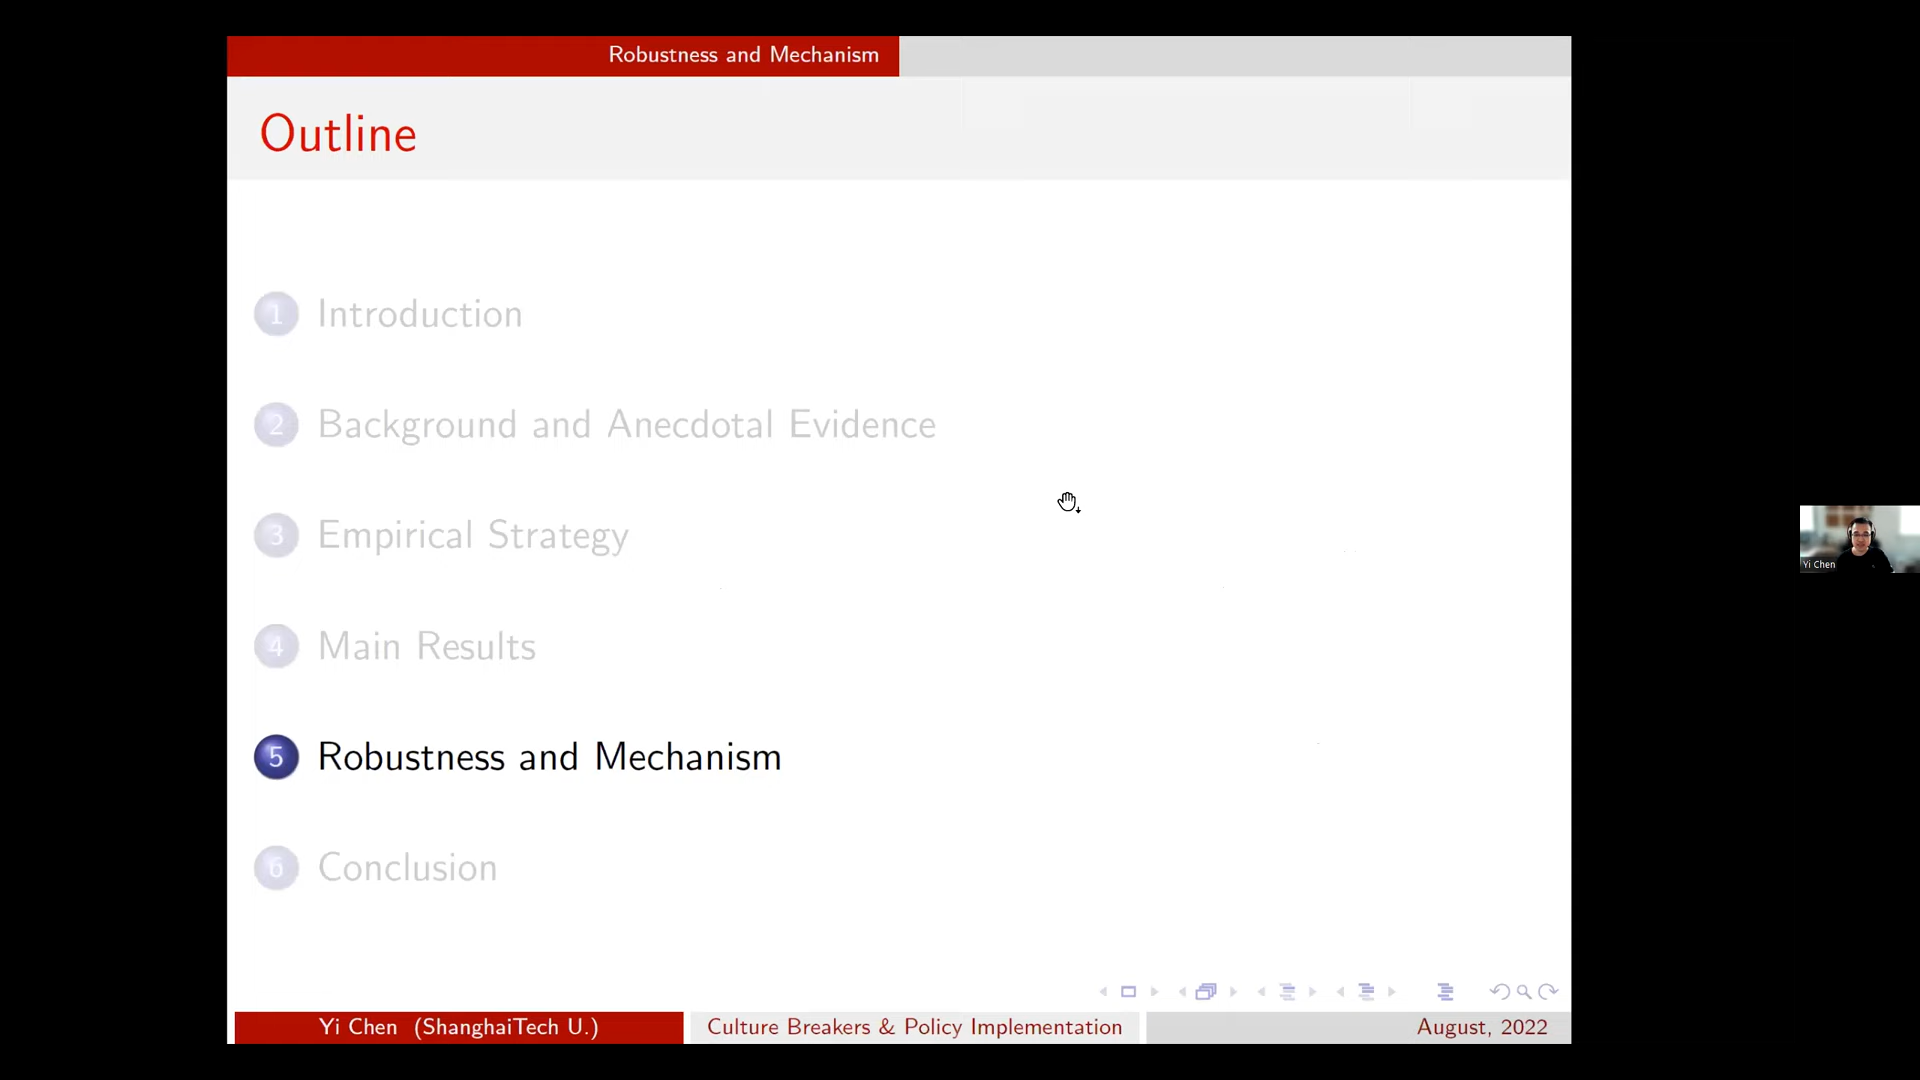 Robustness and Mechanism
Outline
1 Introduction
2 Background and Anecdotal Evidence
3 Empirical Strategy
4 Main Results
5 Robustness and Mechanism
6 Conclusion
Yi Chen
Yi Chen (ShanghaiTech U.) Culture Breakers & Policy Implementation August, 2022